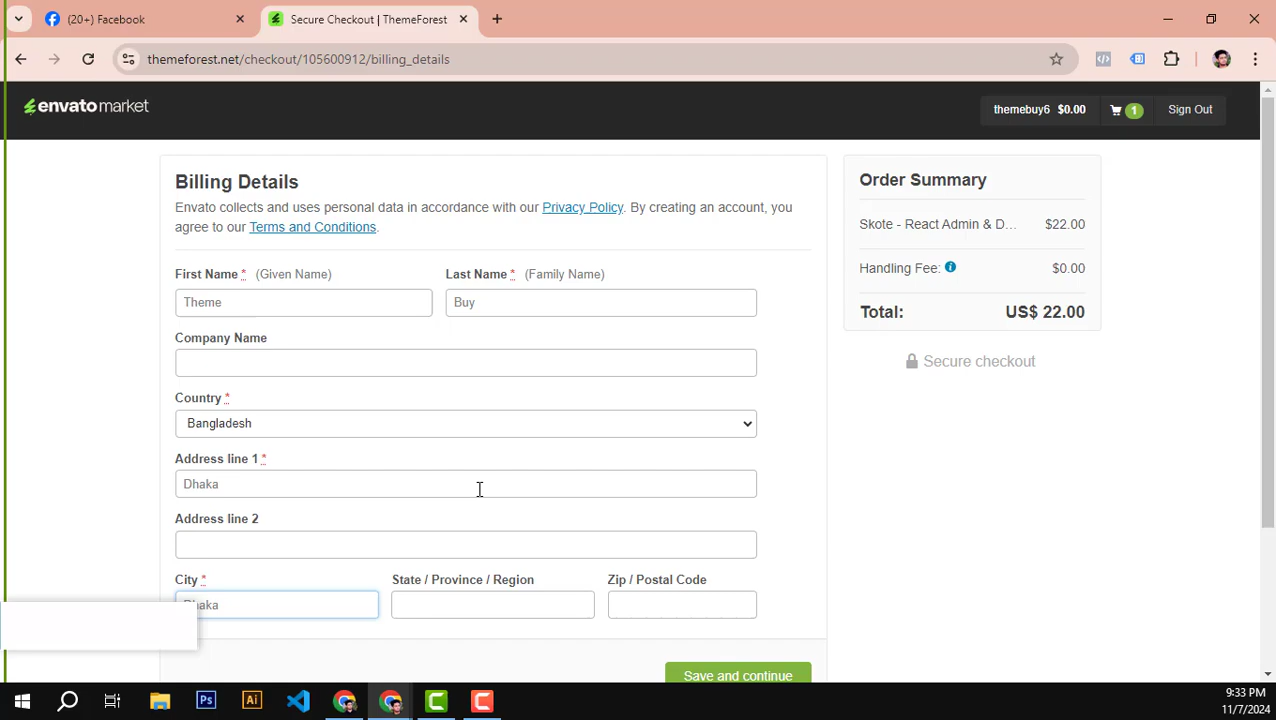 (20+) Facebook
Secure Checkout | ThemeForest
themeforest.net/checkout/105600912/billing_details
envatomarket
themebuy6 $0.00
1
Sign Out
Billing Details
Envato collects and uses personal data in accordance with our Privacy Policy. By creating an account, you
agree to our Terms and Conditions.
First Name * (Given Name)
Last Name * (Family Name)
Theme
Buy
Company Name
Country *
Bangladesh
Address line 1 *
Dhaka
Address line 2
City *
State / Province / Region
Zip / Postal Code
Dhaka
Save and continue
Order Summary
Skote - React Admin & D... $22.00
Handling Fee: $0.00
Total: US$ 22.00
Secure checkout
Ps
Ai
9:33 PM
11/7/2024